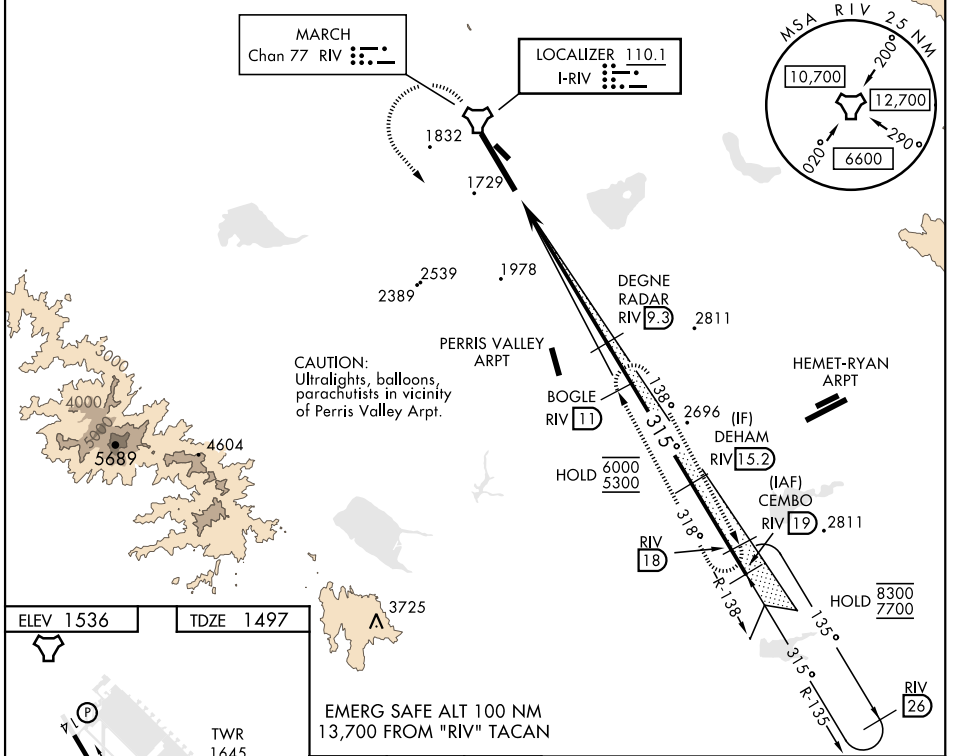 MARCH
Chan 77 RIV
LOCALIZER 110.1
I-RIV
MSA RIV 25 NM
200°
10,700
12,700
290°
020°
6600
1832
1729
2539
2389
1978
DEGNE
RADAR
RIV 9.3
2811
PERRIS VALLEY
ARPT
HEMET-RYAN
ARPT
CAUTION:
Ultralights, balloons,
parachutists in vicinity
of Perris Valley Arpt.
BOGLE
RIV 11
138°
315°
2696
(IF)
DEHAM
RIV 15.2
HOLD 6000
5300
(IAF)
CEMBO
RIV 19
2811
318°
RIV
18
R-138
HOLD 8300
7700
135°
315°
R-135
RIV
26
3000
4000
5000
5689
4604
3725
ELEV 1536
TDZE 1497
P
14
TWR
1645
EMERG SAFE ALT 100 NM
13,700 FROM "RIV" TACAN